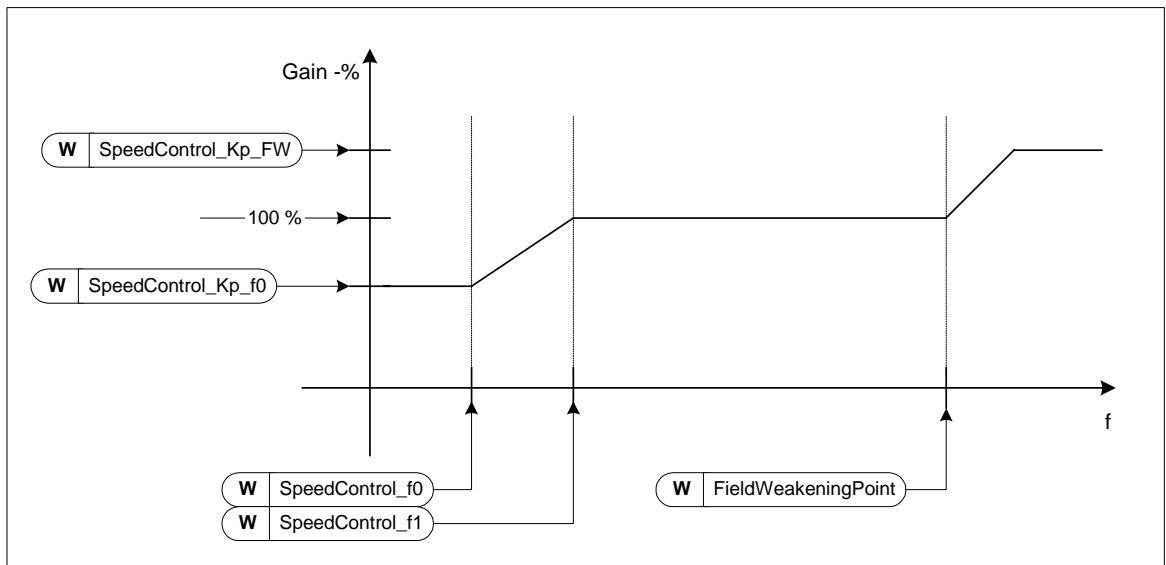 Gain -%
W SpeedControl_Kp_FW
100 %
W SpeedControl_Kp_f0
f
W SpeedControl_f0
W FieldWeakeningPoint
W SpeedControl_f1